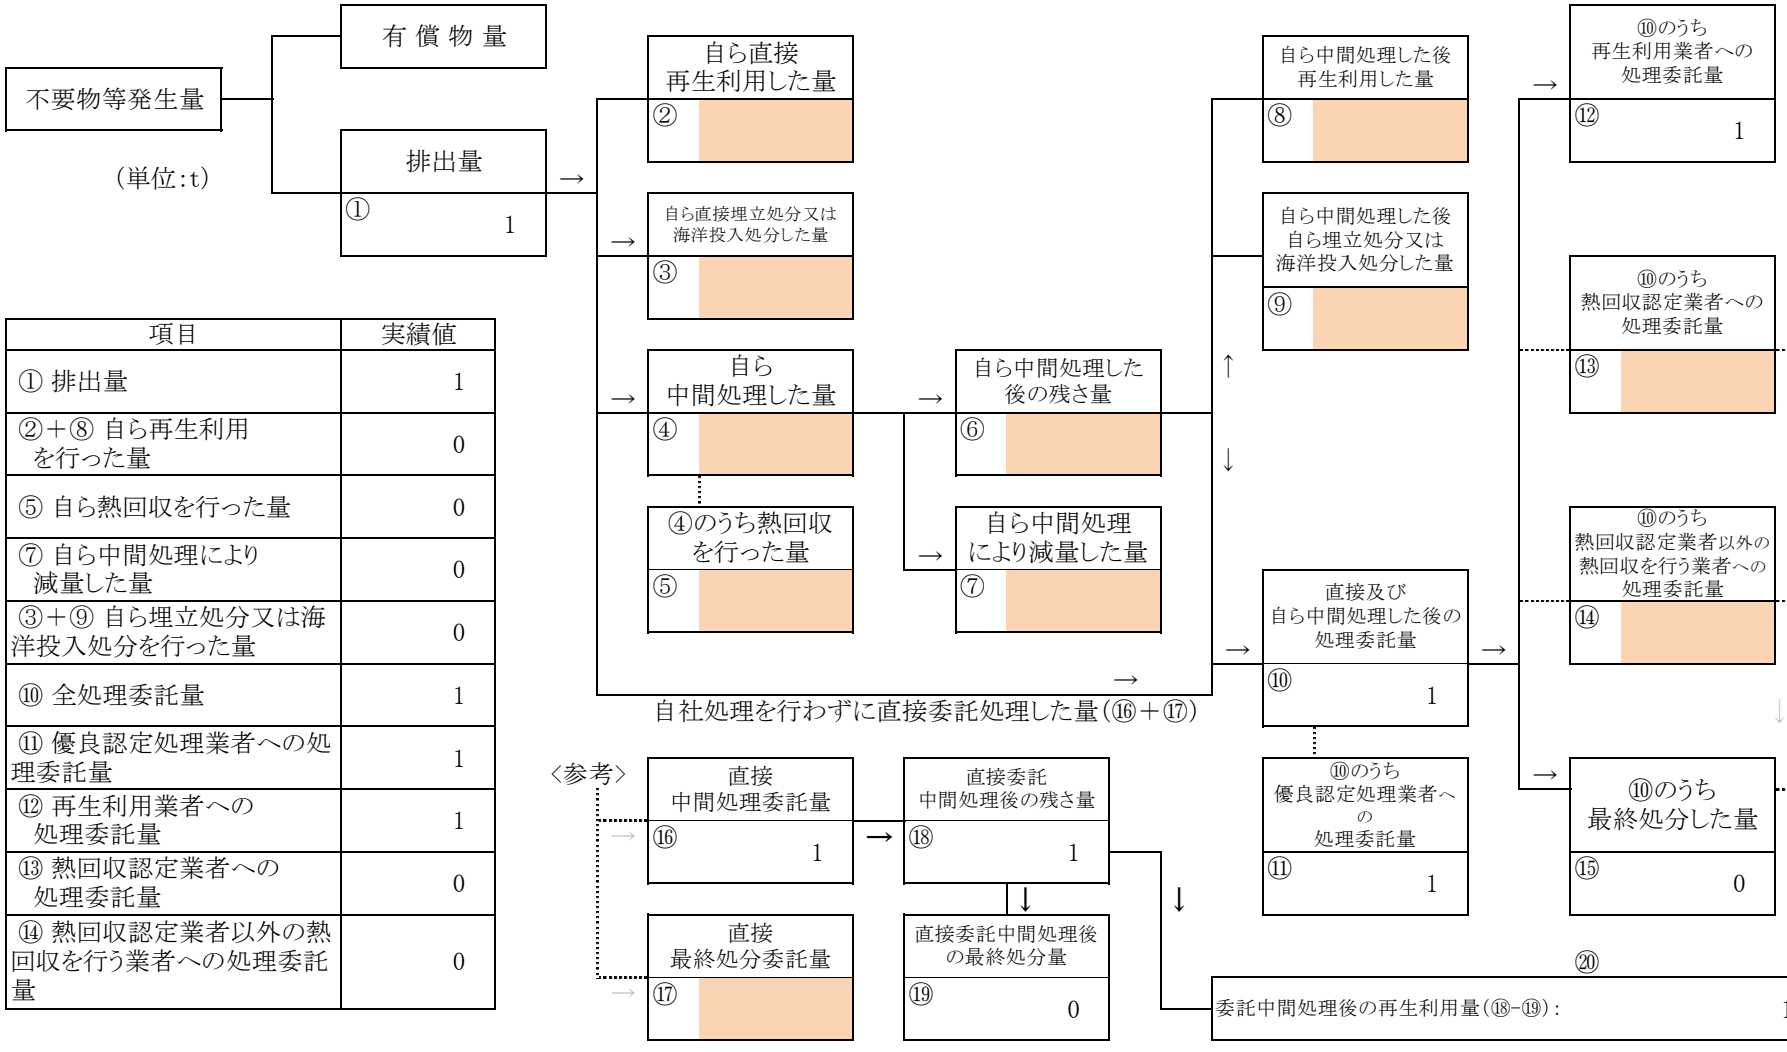 有 償 物 量
不要物等発生量
(単位:t)
排出量
①
1
→
自ら直接
再生利用した量
②
→
自ら直接埋立処分又は
海洋投入処分した量
③
→
自ら
中間処理した量
④
④のうち熱回収
を行った量
⑤
→
自ら中間処理した
後の残さ量
⑥
→
自ら中間処理
により減量した量
⑦
↑
↓
自ら中間処理した後
再生利用した量
⑧
自ら中間処理した後
自ら埋立処分又は
海洋投入処分した量
⑨
→
直接及び
自ら中間処理した後の
処理委託量
⑩
1
→
⑩のうち
優良認定処理業者へ
の
処理委託量
⑪
1
→
⑩のうち
再生利用業者への
処理委託量
⑫
1
⑩のうち
熱回収認定業者への
処理委託量
⑬
⑩のうち
熱回収認定業者以外の
熱回収を行う業者への
処理委託量
⑭
↓
→
⑩のうち
最終処分した量
⑮
0
→
自社処理を行わずに直接委託処理した量(⑯+⑰)
<参考>
→
直接
中間処理委託量
⑯
1
→
直接委託
中間処理後の残さ量
⑱
1
↓
↓
→
直接
最終処分委託量
⑰
直接委託中間処理後
の最終処分量
⑲
0
⑳
委託中間処理後の再生利用量(⑱-⑲):
1
項目 実績値
① 排出量 1
②+⑧ 自ら再生利用
を行った量 0
⑤ 自ら熱回収を行った量 0
⑦ 自ら中間処理により
減量した量 0
③+⑨ 自ら埋立処分又は海
洋投入処分を行った量 0
⑩ 全処理委託量 1
⑪ 優良認定処理業者への処
理委託量 1
⑫ 再生利用業者への
処理委託量 1
⑬ 熱回収認定業者への
処理委託量 0
⑭ 熱回収認定業者以外の熱
回収を行う業者への処理委託
量 0